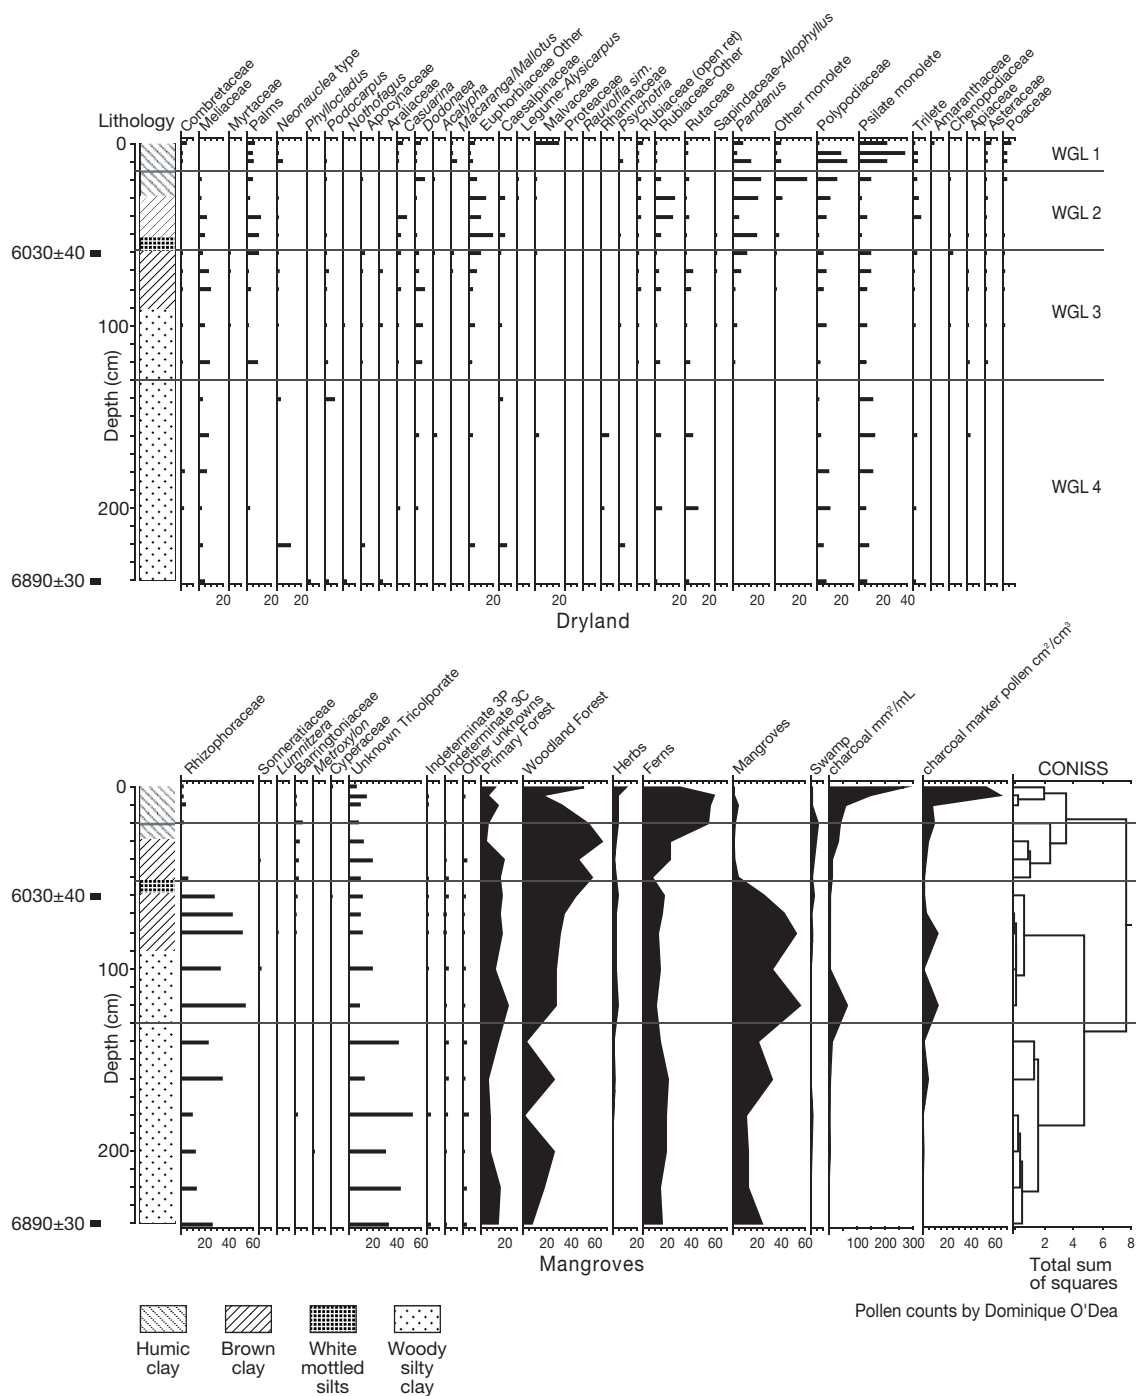 Lithology
Combretaceae
Meliaceae
Myrtaceae
Palms
Neonauclea type
Phyllocladus
Podocarpus
Nothofagus
Apocynaceae
Araliaceae
Casuarina
Dodonaea
Acalypha
Macaranga/Mallotus
Euphorbiaceae Other
Caesalpinaceae
Legume-Alysicarpus
Malvaceae
Proteaceae
Rauvolfia sim.
Rhamnaceae
Psychotria
Rubiaceae (open ret)
Rubiaceae-Other
Rutaceae
Sapindaceae-Allophyllus
Pandanus
Other monolete
Polypodiaceae
Psilate monolete
Trilete
Amaranthaceae
Chenopodiaceae
Apiaceae
Asteraceae
Poaceae
0
WGL 1
WGL 2
6030±40
WGL 3
100
Depth (cm)
WGL 4
200
6890±30
20 20 20 20 20 20 20 20 20 20 20 20 40
Dryland
Rhizophoraceae
Sonneratiaceae
Lumnitzera
Barringtoniaceae
Metroxylon
Cyperaceae
Unknown Tricolporate
Indeterminate 3P
Indeterminate 3C
Other unknowns
Primary Forest
Woodland Forest
Herbs
Ferns
Mangroves
Swamp
charcoal mm²/mL
charcoal marker pollen cm²/cm³
CONISS
0
6030±40
100
Depth (cm)
200
6890±30
20 40 60 20 40 60 20 20 40 60 20 40 60 20 40 60 100 200 300 20 40 60 2 4 6 8
Mangroves
Total sum
of squares
Pollen counts by Dominique O'Dea
Humic
clay
Brown
clay
White
mottled
silts
Woody
silty
clay